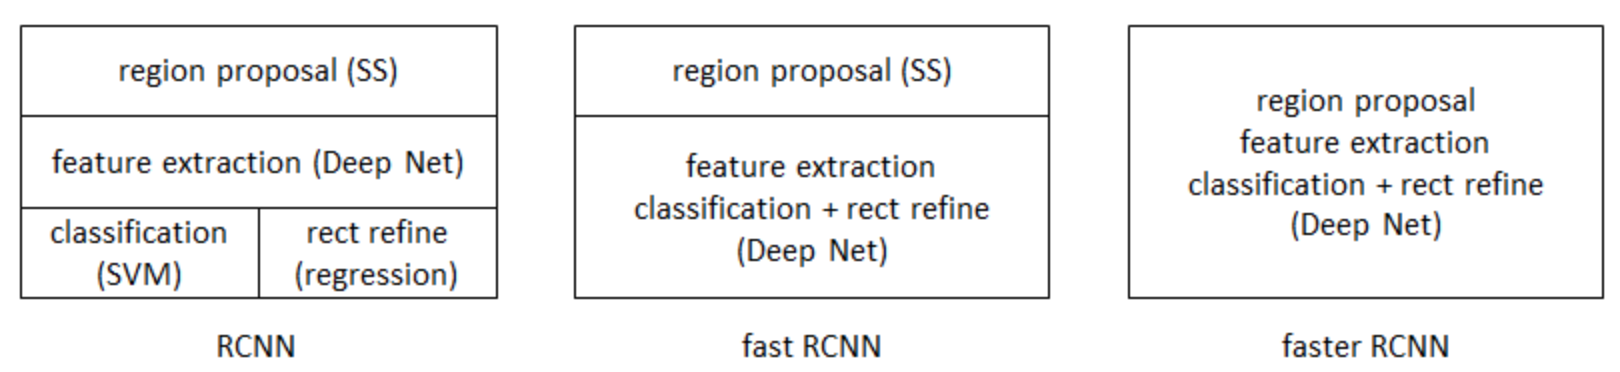 region proposal (SS)
feature extraction (Deep Net)
classification
(SVM)
rect refine
(regression)
RCNN
region proposal (SS)
feature extraction
classification + rect refine
(Deep Net)
fast RCNN
region proposal
feature extraction
classification + rect refine
(Deep Net)
faster RCNN